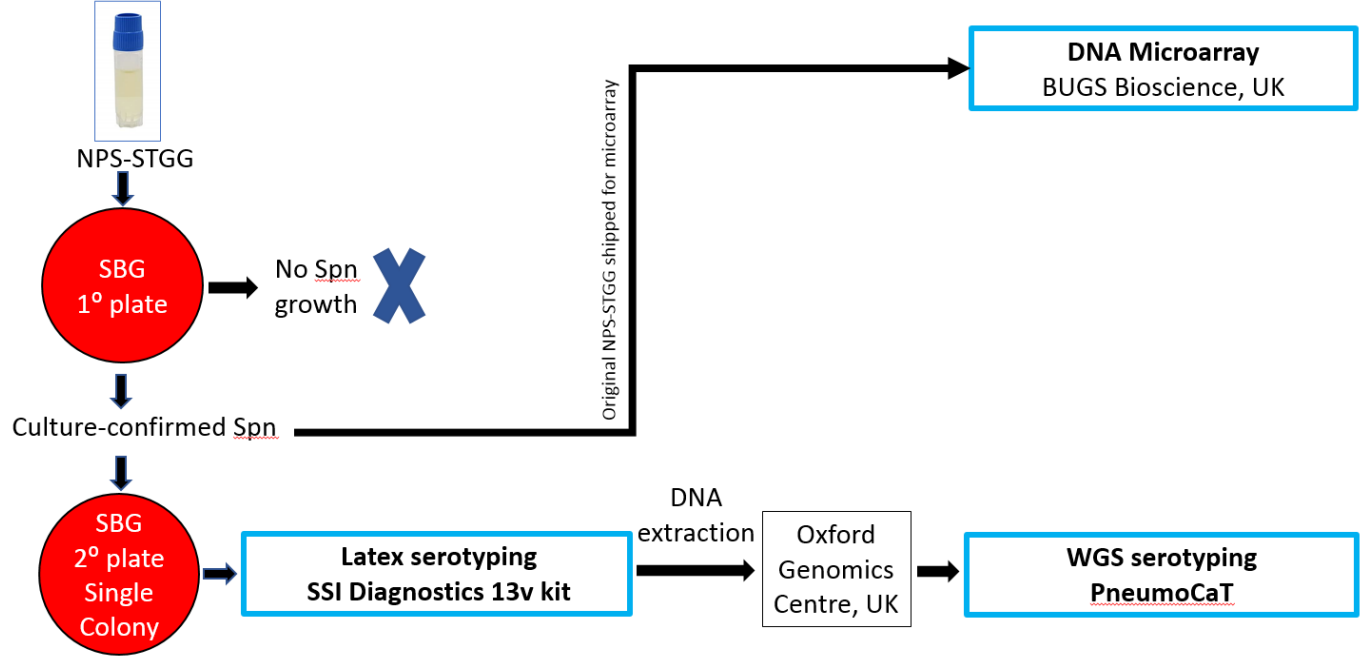 NPS-STGG
SBG
1⁰ plate
No Spn
growth
Culture-confirmed Spn
Original NPS-STGG shipped for microarray
DNA Microarray
BUGS Bioscience, UK
SBG
2⁰ plate
Single
Colony
Latex serotyping
SSI Diagnostics 13v kit
DNA
extraction
Oxford
Genomics
Centre, UK
WGS serotyping
PneumoCaT